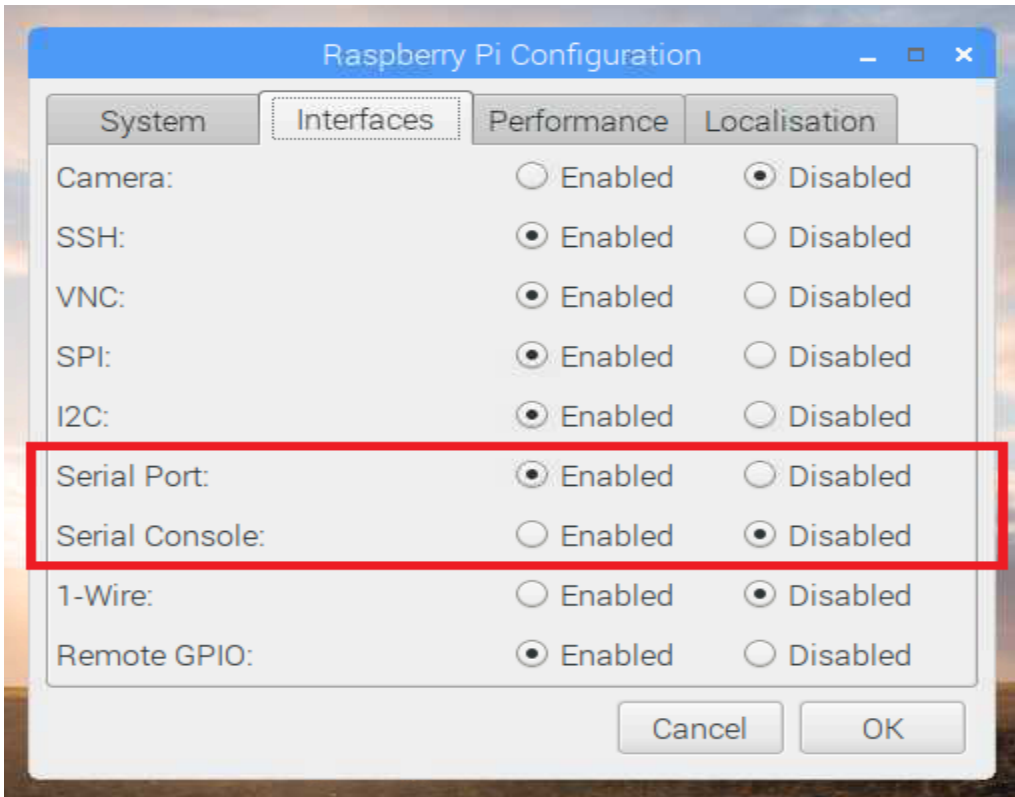 Raspberry Pi Configuration
System Interfaces Performance Localisation
Camera: Enabled Disabled
SSH: Enabled Disabled
VNC: Enabled Disabled
SPI: Enabled Disabled
I2C: Enabled Disabled
Serial Port: Enabled Disabled
Serial Console: Enabled Disabled
1-Wire: Enabled Disabled
Remote GPIO: Enabled Disabled
Cancel OK